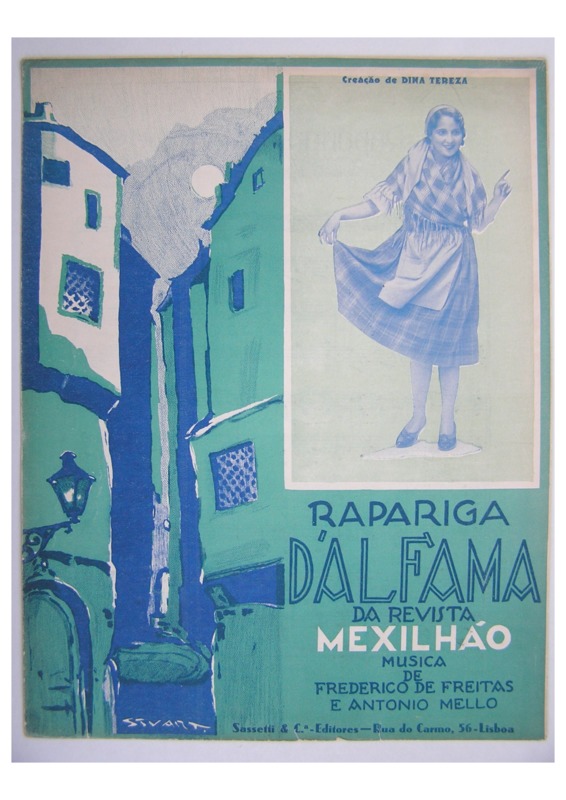 Creação de DINA TEREZA
RAPARIGA
D'ALFAMA
DA REVISTA
MEXILHÃO
MUSICA
DE
FREDERICO DE FREITAS
E ANTONIO MELLO
STUART.
Sassetti & C.ª - Editores — Rua do Carmo, 56 - Lisboa